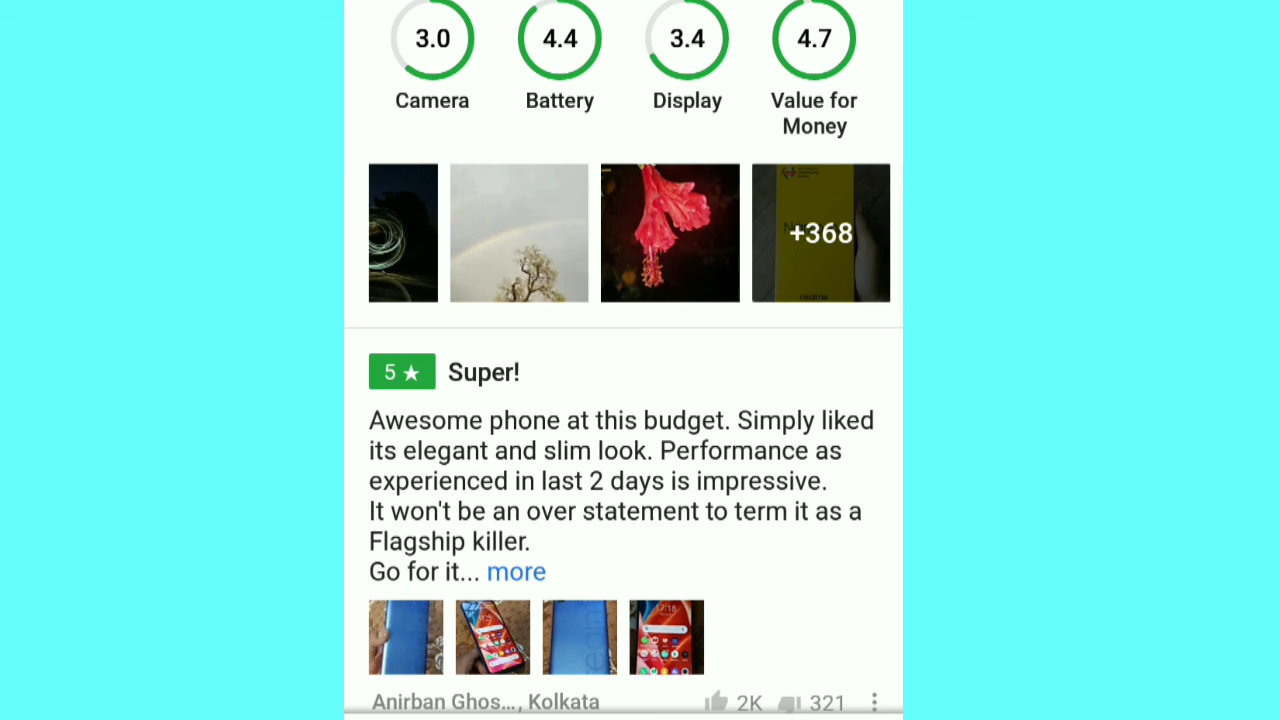 3.0 4.4 3.4 4.7
Camera Battery Display Value for
Money
+368
realme
5 ★ Super!
Awesome phone at this budget. Simply liked
its elegant and slim look. Performance as
experienced in last 2 days is impressive.
It won't be an over statement to term it as a
Flagship killer.
Go for it... more
17:18
Anirban Ghos..., Kolkata 2K 321